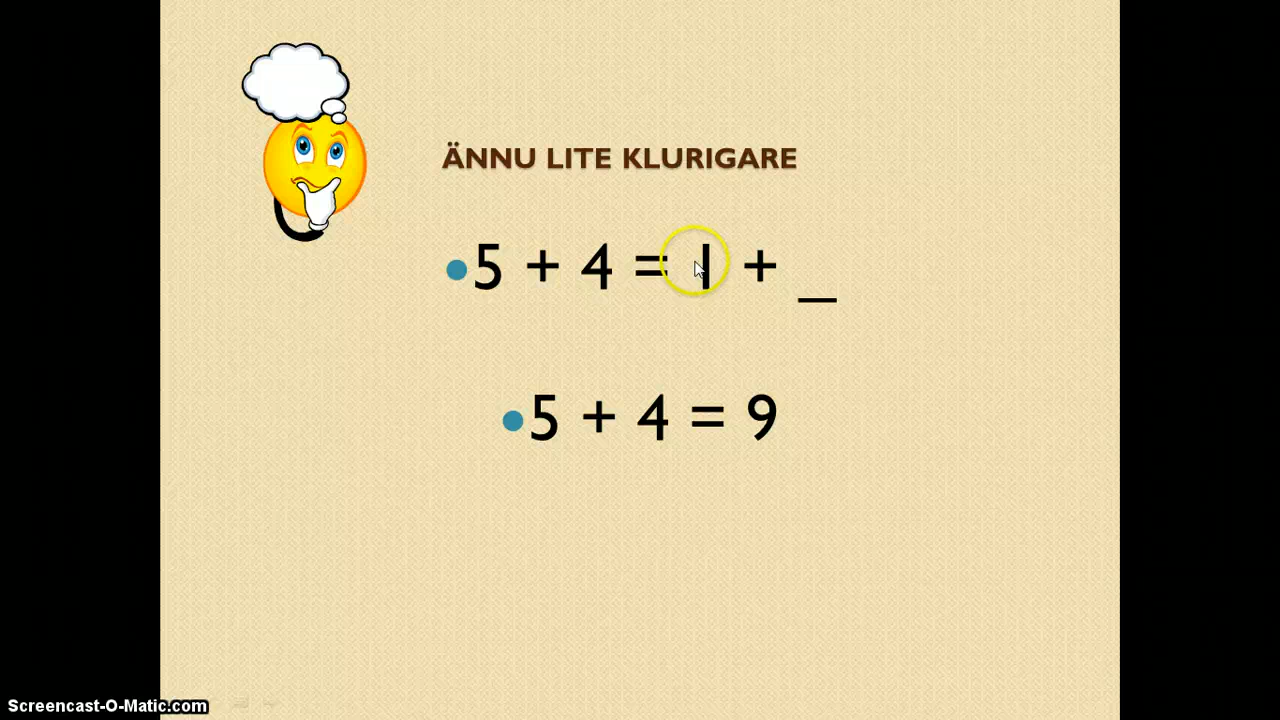 ÄNNU LITE KLURIGARE
•5 + 4 = 1 + _
•5 + 4 = 9
Screencast-O-Matic.com